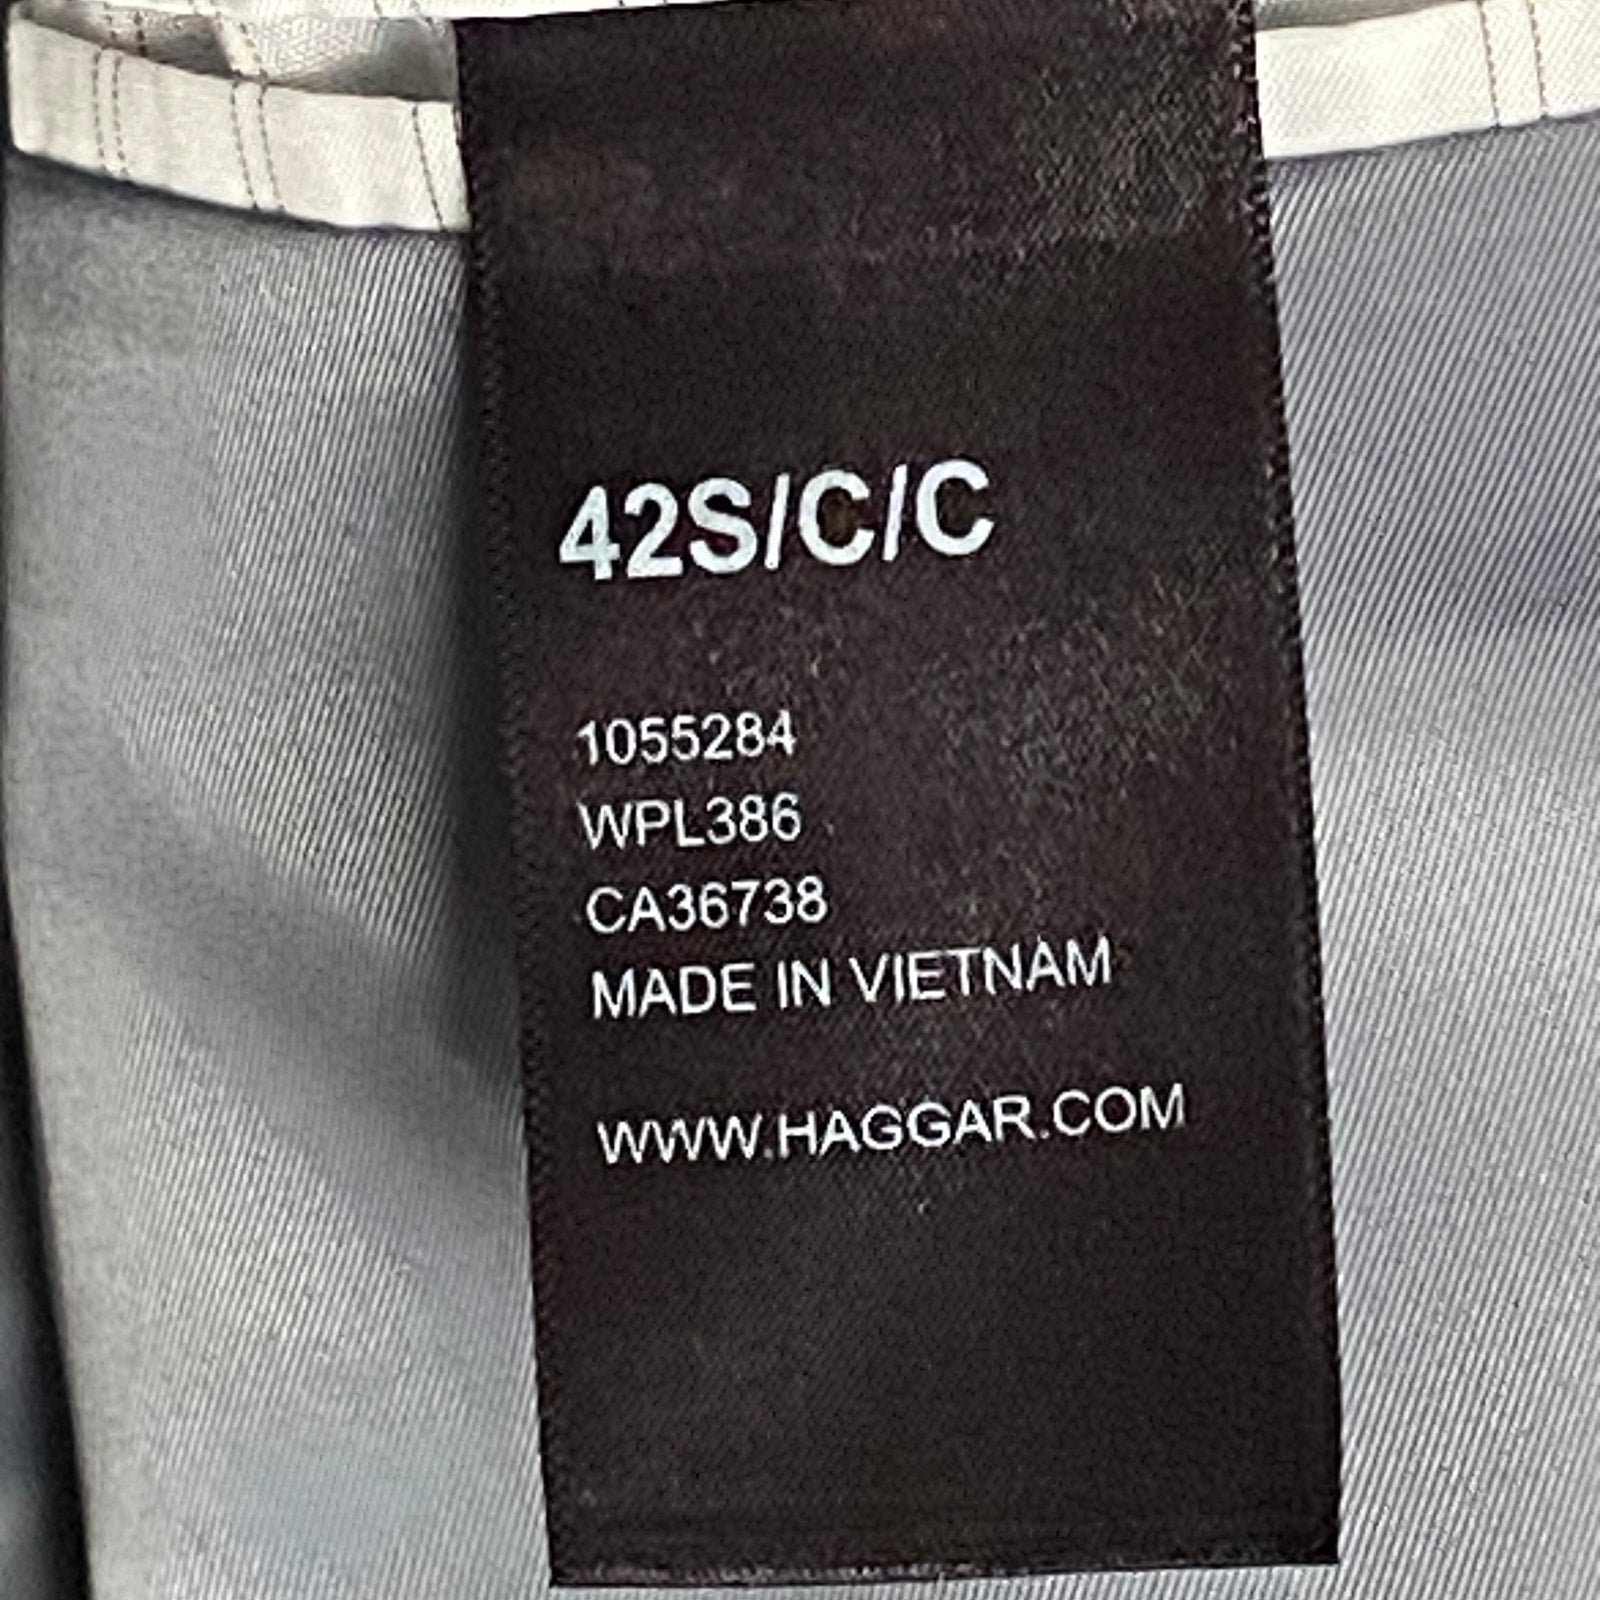 42S/C/C
1055284
WPL386
CA36738
MADE IN VIETNAM
WWW.HAGGAR.COM